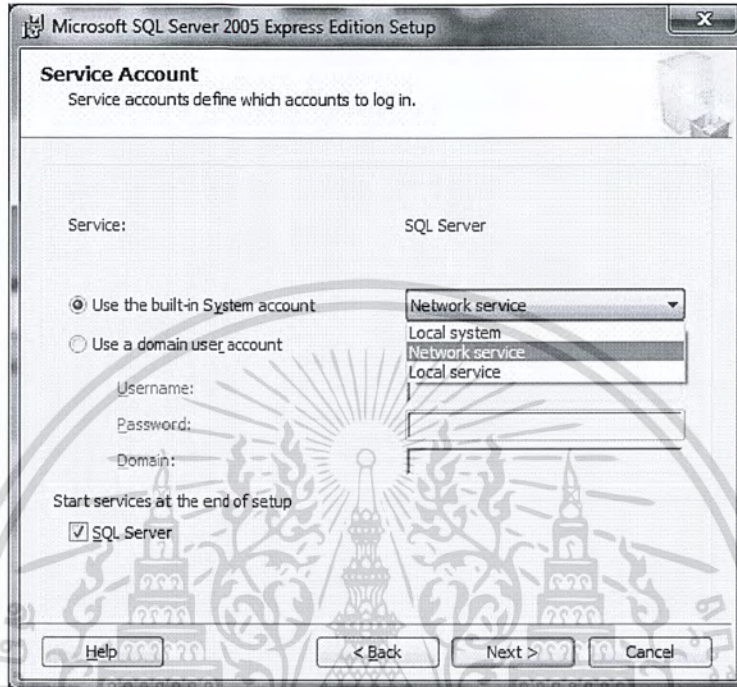 Microsoft SQL Server 2005 Express Edition Setup
Service Account
Service accounts define which accounts to log in.
Service: SQL Server
Use the built-in System account Network service
Local system
Use a domain user account Network service
Local service
Username:
Password:
Domain:
Start services at the end of setup
SQL Server
Help < Back Next > Cancel